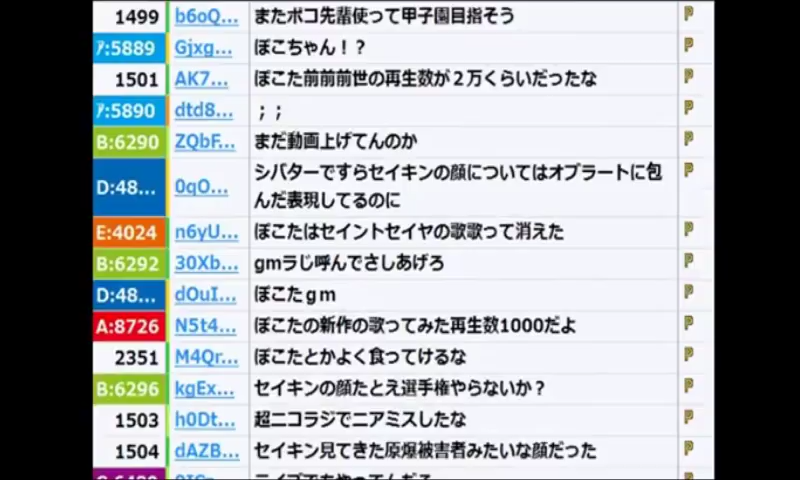 1499 b6oQ... またポコ先輩使って甲子園目指そう P
ｱ:5889 Gjxg... ぽこちゃん！？ P
1501 AK7... ぽこた前前前世の再生数が２万くらいだったな P
ｱ:5890 dtd8... ；； P
B:6290 ZQbF... まだ動画上げてんのか P
D:48... 0qO... シバターですらセイキンの顔についてはオブラートに包 P
んだ表現してるのに
E:4024 n6yU... ぽこたはセイントセイヤの歌歌って消えた P
B:6292 30Xb... gmラじ呼んでさしあげろ P
D:48... dOuI... ぽこたｇｍ P
A:8726 N5t4... ぽこたの新作の歌ってみた再生数1000だよ P
2351 M4Qr... ぽこたとかよく食ってけるな P
B:6296 kgEx... セイキンの顔たとえ選手権やらないか？ P
1503 h0Dt... 超ニコラジでニアミスしたな P
1504 dAZB... セイキン見てきた原爆被害者みたいな顔だった P